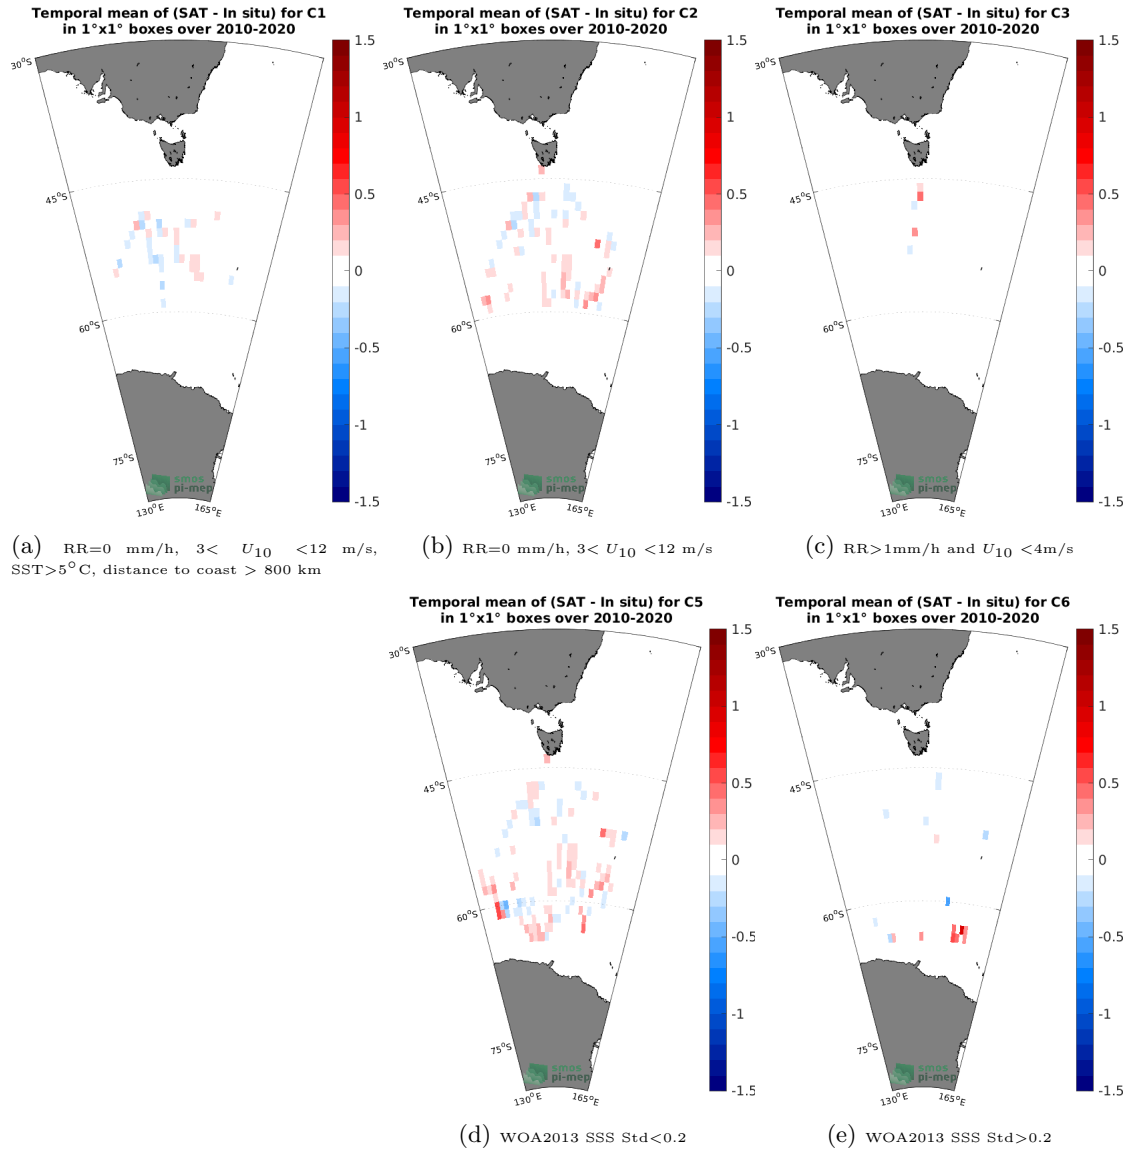 Temporal mean of (SAT - In situ) for C1
in 1°x1° boxes over 2010-2020
30°S
45°S
60°S
75°S
130°E
165°E
1.5
1
0.5
0
-0.5
-1
-1.5
smos
pi-mep
(a) RR=0 mm/h, 3< U10 <12 m/s,
SST>5°C, distance to coast > 800 km
Temporal mean of (SAT - In situ) for C2
in 1°x1° boxes over 2010-2020
30°S
45°S
60°S
75°S
130°E
165°E
1.5
1
0.5
0
-0.5
-1
-1.5
smos
pi-mep
(b) RR=0 mm/h, 3< U10 <12 m/s
Temporal mean of (SAT - In situ) for C3
in 1°x1° boxes over 2010-2020
30°S
45°S
60°S
75°S
130°E
165°E
1.5
1
0.5
0
-0.5
-1
-1.5
smos
pi-mep
(c) RR>1mm/h and U10 <4m/s
Temporal mean of (SAT - In situ) for C5
in 1°x1° boxes over 2010-2020
30°S
45°S
60°S
75°S
130°E
165°E
1.5
1
0.5
0
-0.5
-1
-1.5
smos
pi-mep
(d) WOA2013 SSS Std<0.2
Temporal mean of (SAT - In situ) for C6
in 1°x1° boxes over 2010-2020
30°S
45°S
60°S
75°S
130°E
165°E
1.5
1
0.5
0
-0.5
-1
-1.5
smos
pi-mep
(e) WOA2013 SSS Std>0.2